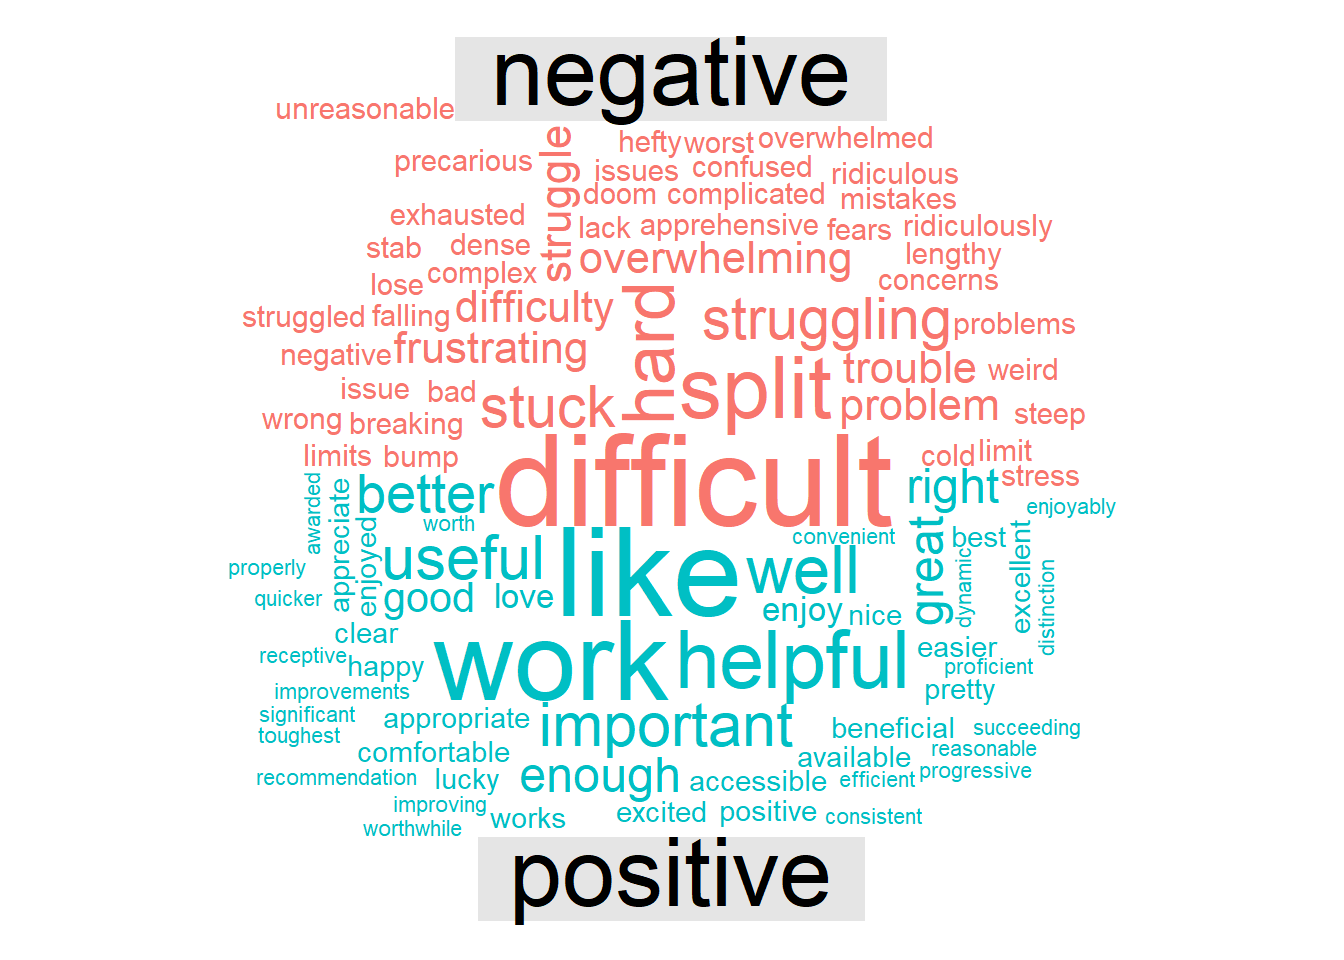 negative
unreasonable
struggle
hefty worst overwhelmed
precarious issues confused ridiculous
doom complicated mistakes
exhausted lack apprehensive fears ridiculously
stab dense overwhelming lengthy
lose complex concerns
hard
struggled falling difficulty struggling problems
negative frustrating trouble weird
issue bad stuck split problem steep
wrong breaking
limits bump difficult cold limit
stress
awarded appreciate better right enjoyably
enjoyed worth convenient great best excellent
properly useful like well dynamic distinction
quicker good love enjoy nice
clear easier
receptive happy work helpful proficient
improvements pretty
significant appropriate important beneficial succeeding
toughest comfortable available reasonable
recommendation lucky enough accessible efficient progressive
improving works excited positive consistent
worthwhile
positive